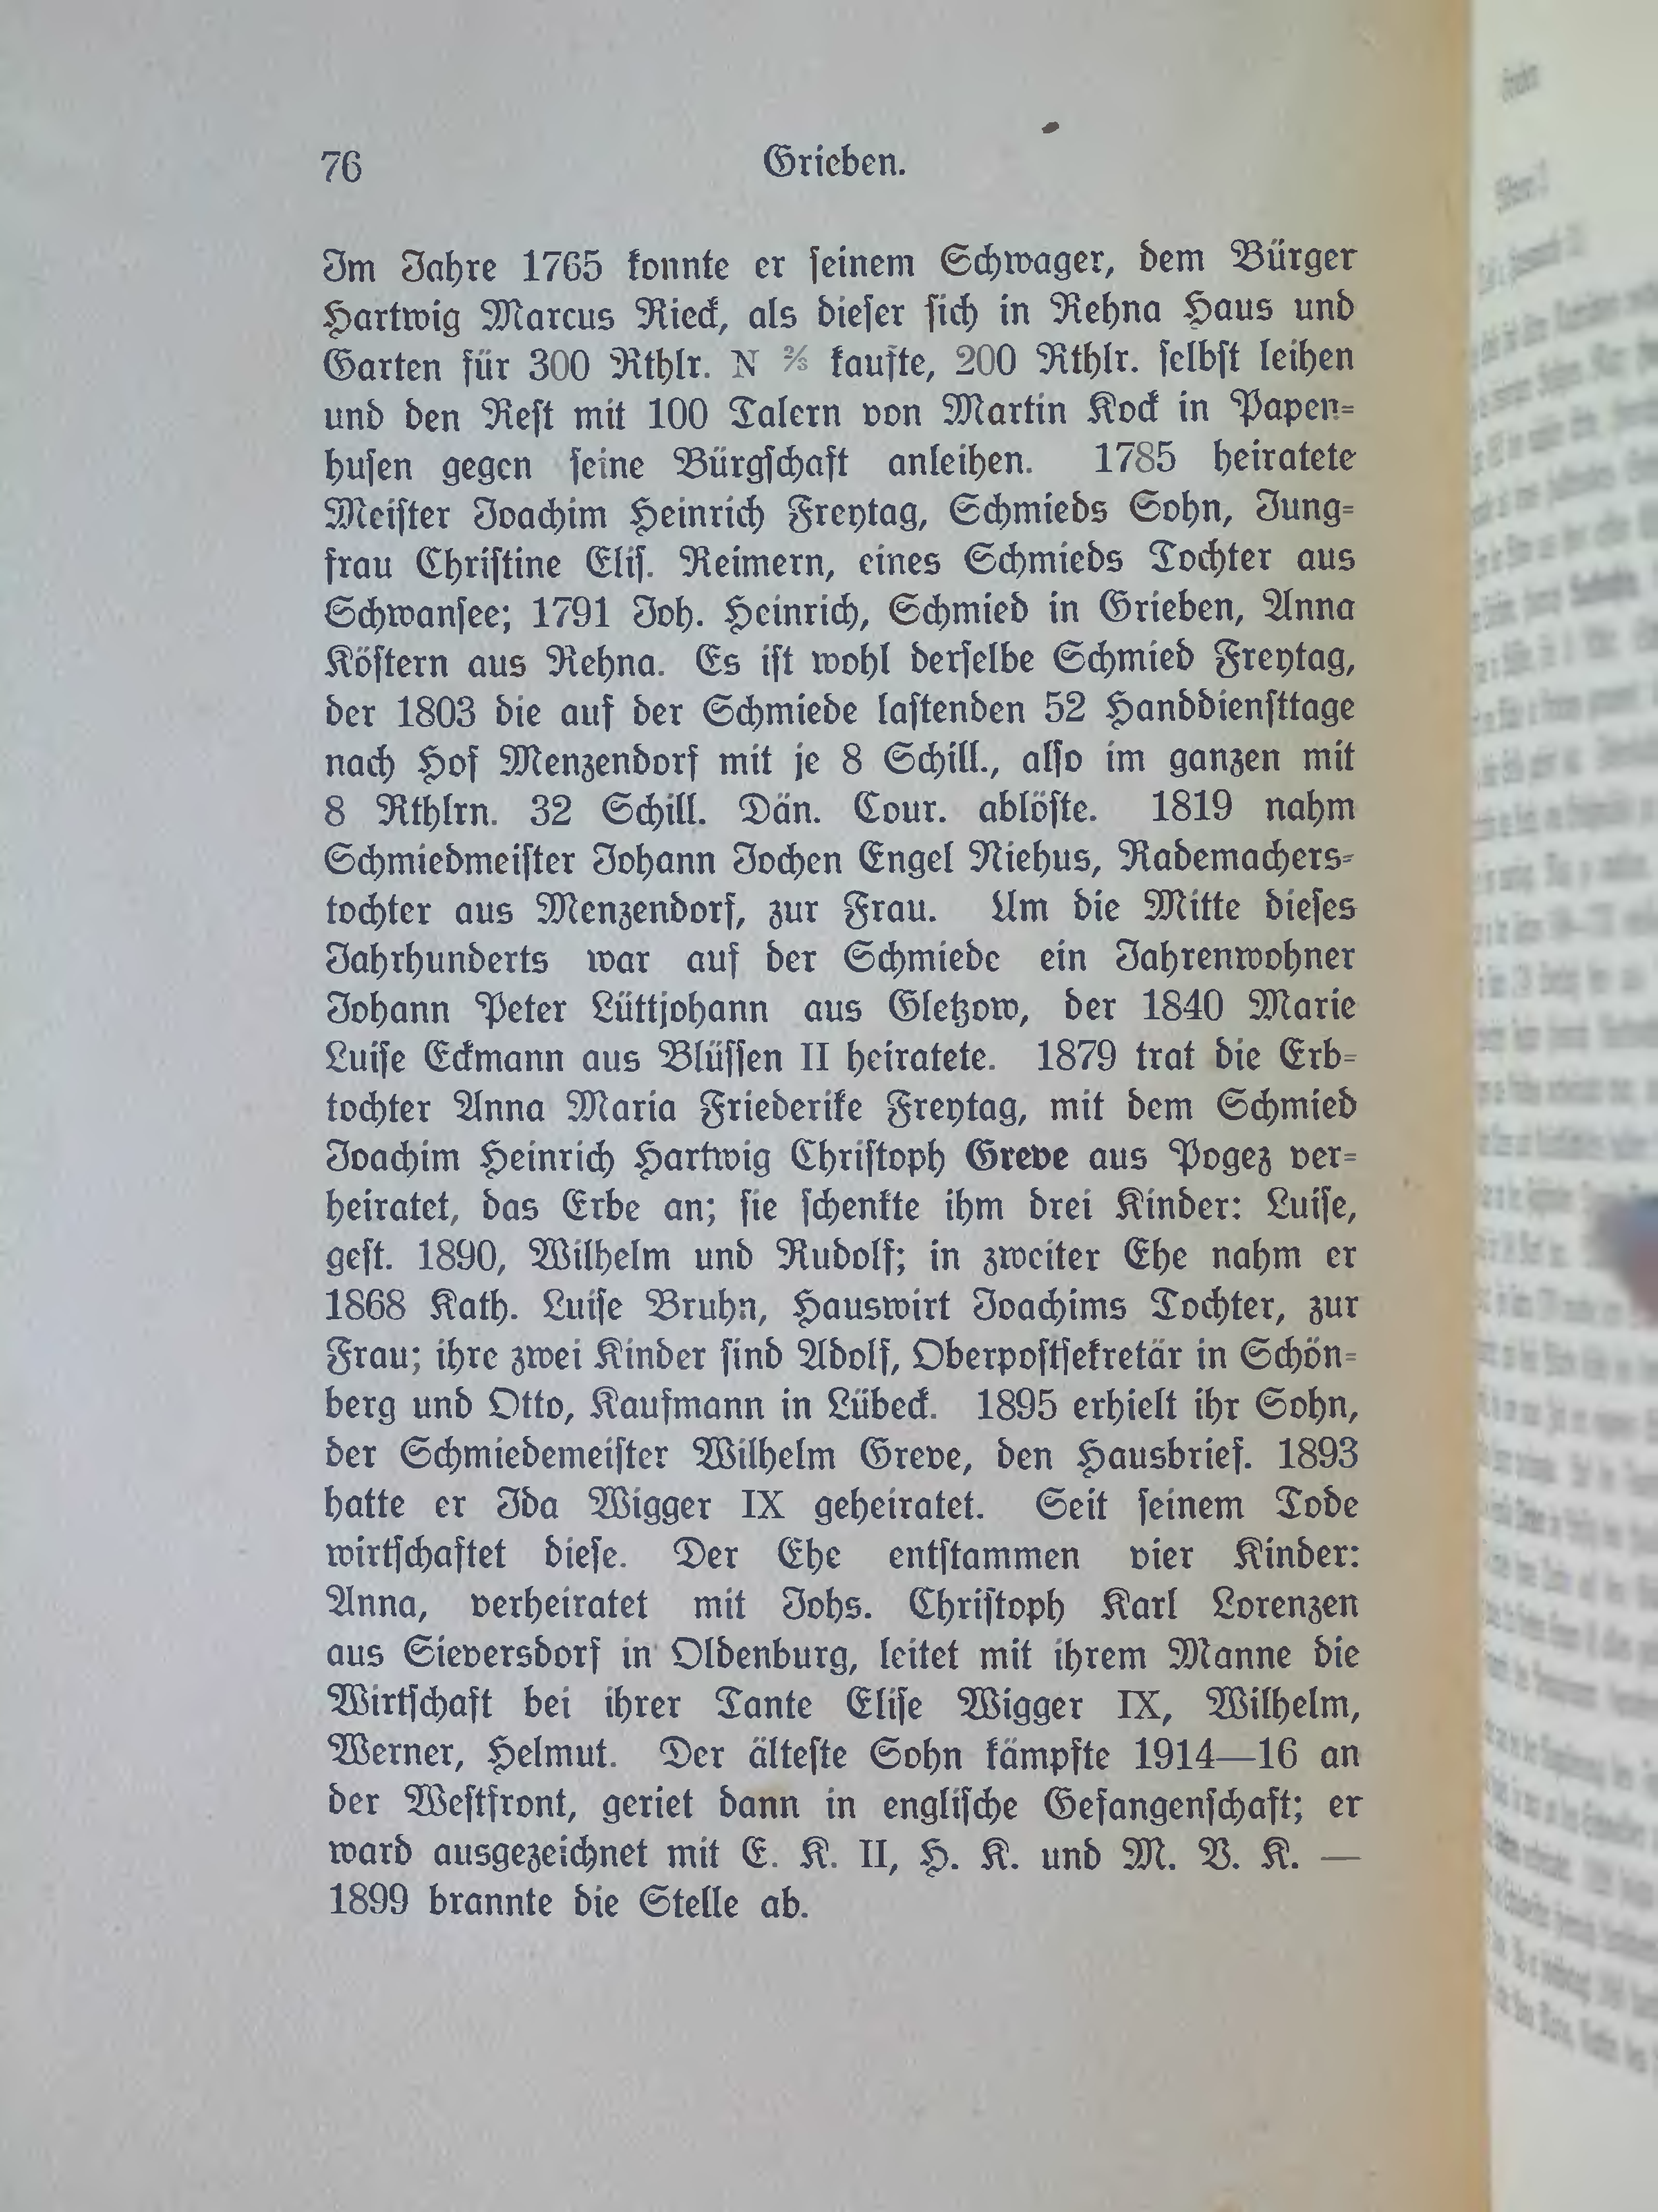 76 Grieben.
Im Jahre 1765 konnte er ſeinem Schwager, dem Bürger
Hartwig Marcus Rieck, als dieſer ſich in Rehna Haus und
Garten für 300 Rthlr. N ⅔ kaufte, 200 Rthlr. ſelbſt leihen
und den Reſt mit 100 Talern von Martin Kock in Papen-
huſen gegen ſeine Bürgſchaft anleihen. 1785 heiratete
Meiſter Joachim Heinrich Freytag, Schmieds Sohn, Jung-
frau Chriſtine Eliſ. Reimern, eines Schmieds Tochter aus
Schwanſee; 1791 Joh. Heinrich, Schmied in Grieben, Anna
Köſtern aus Rehna. Es iſt wohl derſelbe Schmied Freytag,
der 1803 die auf der Schmiede laſtenden 52 Handdienſttage
nach Hof Menzendorf mit je 8 Schill., alſo im ganzen mit
8 Rthlrn. 32 Schill. Dän. Cour. ablöſte. 1819 nahm
Schmiedmeiſter Johann Jochen Engel Niehus, Rademachers-
tochter aus Menzendorf, zur Frau. Um die Mitte dieſes
Jahrhunderts war auf der Schmiede ein Jahrenwohner
Johann Peter Lüttjohann aus Gletzow, der 1840 Marie
Luiſe Eckmann aus Blüſſen II heiratete. 1879 trat die Erb-
tochter Anna Maria Friederike Freytag, mit dem Schmied
Joachim Heinrich Hartwig Chriſtoph Greve aus Pogez ver-
heiratet, das Erbe an; ſie ſchenkte ihm drei Kinder: Luiſe,
geſt. 1890, Wilhelm und Rudolf; in zweiter Ehe nahm er
1868 Kath. Luiſe Bruhn, Hauswirt Joachims Tochter, zur
Frau; ihre zwei Kinder ſind Adolf, Oberpoſtſekretär in Schön-
berg und Otto, Kaufmann in Lübeck. 1895 erhielt ihr Sohn,
der Schmiedemeiſter Wilhelm Greve, den Hausbrief. 1893
hatte er Ida Wigger IX geheiratet. Seit ſeinem Tode
wirtſchaftet dieſe. Der Ehe entſtammen vier Kinder:
Anna, verheiratet mit Johs. Chriſtoph Karl Lorenzen
aus Sieversdorf in Oldenburg, leitet mit ihrem Manne die
Wirtſchaft bei ihrer Tante Eliſe Wigger IX, Wilhelm,
Werner, Helmut. Der älteſte Sohn kämpfte 1914—16 an
der Weſtfront, geriet dann in engliſche Gefangenſchaft; er
ward ausgezeichnet mit E. K. II, H. K. und M. V. K. —
1899 brannte die Stelle ab.